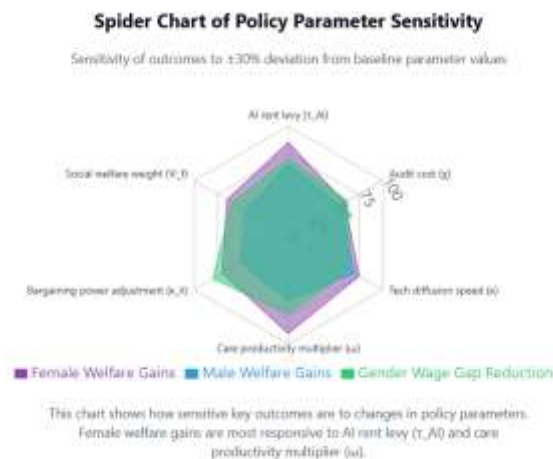 Spider Chart of Policy Parameter Sensitivity
Sensitivity of outcomes to ±30% deviation from baseline parameter values
AI rent levy (τ_AI)
Social welfare weight
Audit cost (g)
100
75
Bargaining power adjustment
Tech diffusion speed
Care productivity multiplier (ω)
Female Welfare Gains Male Welfare Gains Gender Wage Gap Reduction
This chart shows how sensitive key outcomes are to changes in policy parameters.
Female welfare gains are most responsive to AI rent levy (τ_AI) and care
productivity multiplier (ω).